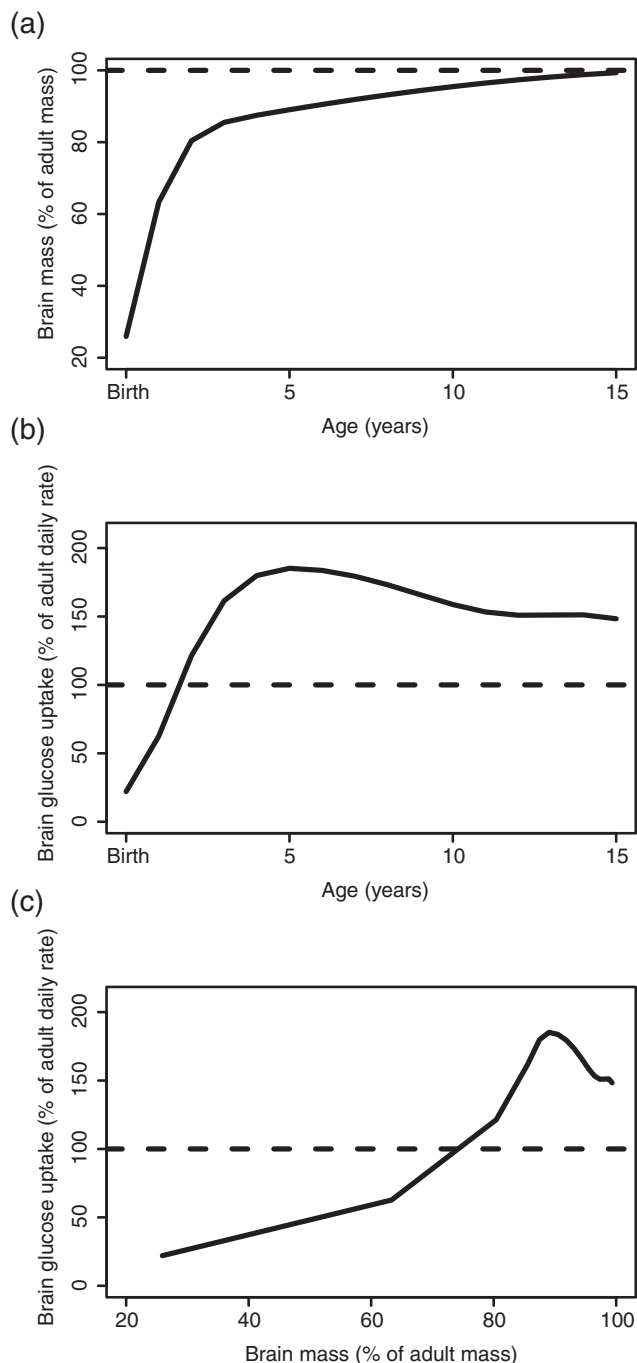 (a)
Brain mass (% of adult mass)
100
80
60
40
20
Birth 5 10 15
Age (years)
(b)
Brain glucose uptake (% of adult daily rate)
200
150
100
50
0
Birth 5 10 15
Age (years)
(c)
Brain glucose uptake (% of adult daily rate)
200
150
100
50
0
20 40 60 80 100
Brain mass (% of adult mass)